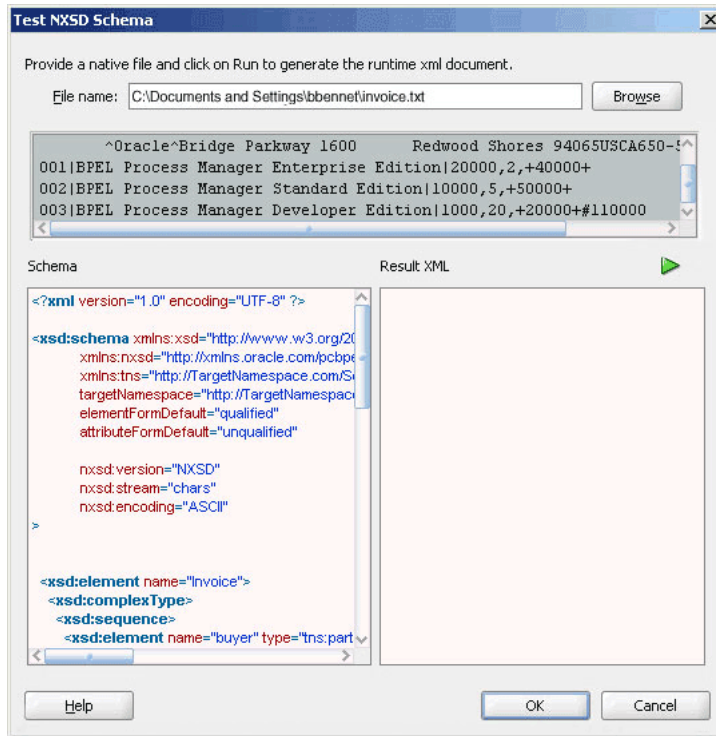 Test NXSD Schema
Provide a native file and click on Run to generate the runtime xml document.
File name: C:\Documents and Settings\bbennet\invoice.txt Browse
^Oracle^Bridge Parkway 1600 Redwood Shores 94065USCA650-
001|BPEL Process Manager Enterprise Edition|20000,2,+40000+
002|BPEL Process Manager Standard Edition|10000,5,+50000+
003|BPEL Process Manager Developer Edition|1000,20,+20000+#110000
Schema Result XML
<?xml version="1.0" encoding="UTF-8" ?>
<xsd:schema xmlns:xsd="http://www.w3.org/20
xmlns:nxsd="http://xmlns.oracle.com/pcbpe
xmlns:tns="http://TargetNamespace.com/S
targetNamespace="http://TargetNamespac
elementFormDefault="qualified"
attributeFormDefault="unqualified"
nxsd:version="NXSD"
nxsd:stream="chars"
nxsd:encoding="ASCII"
>
<xsd:element name="Invoice">
<xsd:complexType>
<xsd:sequence>
<xsd:element name="buyer" type="tns:part
Help OK Cancel